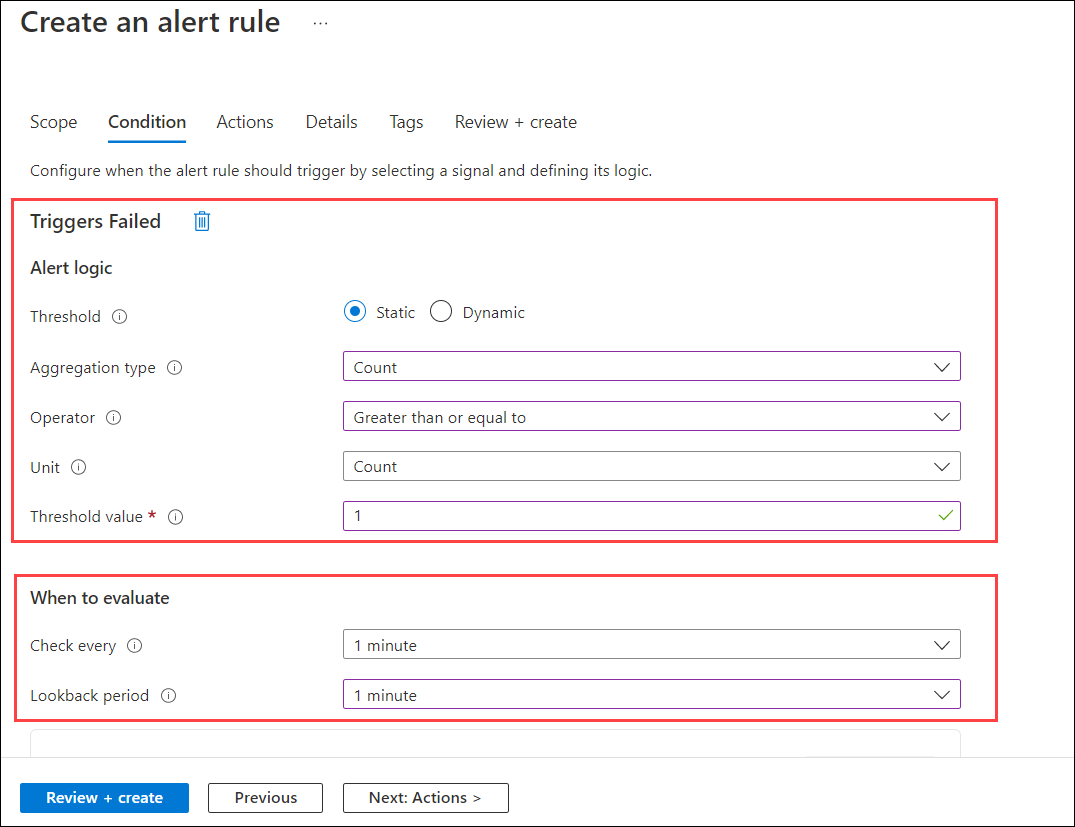 Create an alert rule ...
Scope Condition Actions Details Tags Review + create
Configure when the alert rule should trigger by selecting a signal and defining its logic.
Triggers Failed
Alert logic
Threshold Static Dynamic
Aggregation type Count
Operator Greater than or equal to
Unit Count
Threshold value * 1
When to evaluate
Check every 1 minute
Lookback period 1 minute
Review + create Previous Next: Actions >